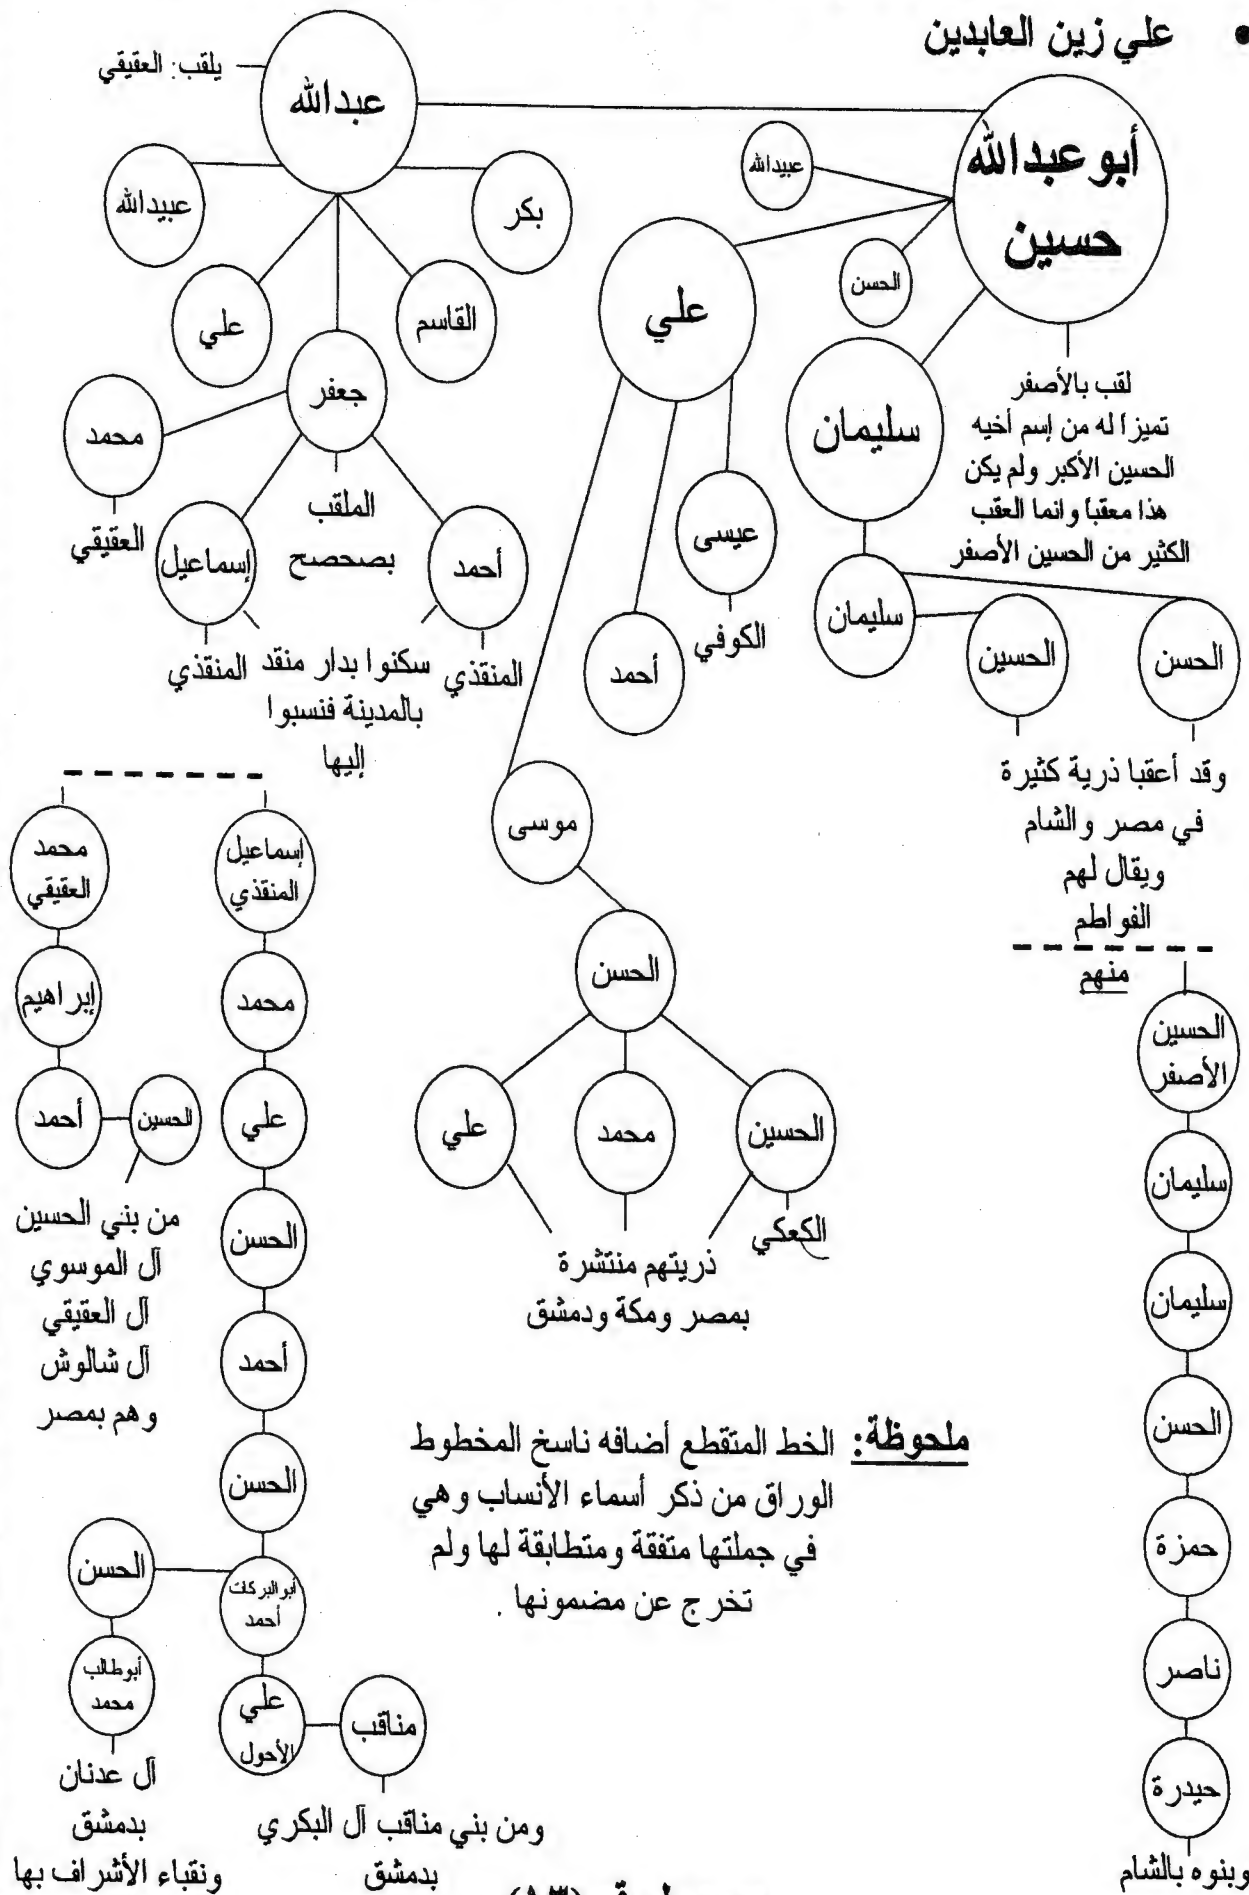 • علي زين العابدين
أبو عبدالله
حسين
لقب بالأصفر
تميزا له من إسم أخيه
الحسين الأكبر ولم يكن
هذا معقبا وانما العقب
الكثير من الحسين الأصفر
عبدالله
يلقب: العقيقي
بكر
القاسم
جعفر
علي
عبيدالله
الملقب
بصحصح
محمد
العقيقي
أحمد
المنقذي
إسماعيل
المنقذي
سكنوا بدار منقد
بالمدينة فنسبوا
إليها
عبيدالله
الحسن
سليمان
سليمان
الحسين
الحسن
وقد أعقبا ذرية كثيرة
في مصر والشام
ويقال لهم
الفواطم
منهم
الحسين
الأصفر
سليمان
سليمان
الحسن
حمزة
ناصر
حيدرة
وبنوه بالشام
علي
عيسى
الكوفي
أحمد
موسى
الحسن
الحسين
الكعكي
محمد
علي
ذريتهم منتشرة
بمصر ومكة ودمشق
إسماعيل
المنقذي
محمد
علي
الحسن
أحمد
الحسن
أبوالبركات
أحمد
علي
الأحول
مناقب
ومن بني مناقب آل البكري
بدمشق
الحسن
أبوطالب
محمد
آل عدنان
بدمشق
ونقباء الأشراف بها
محمد
العقيقي
إبراهيم
أحمد
الحسين
من بني الحسين
آل الموسوي
آل العقيقي
آل شالوش
وهم بمصر
ملحوظة: الخط المتقطع أضافه ناسخ المخطوط
الوراق من ذكر أسماء الأنساب وهي
في جملتها متفقة ومتطابقة لها ولم
تخرج عن مضمونها .